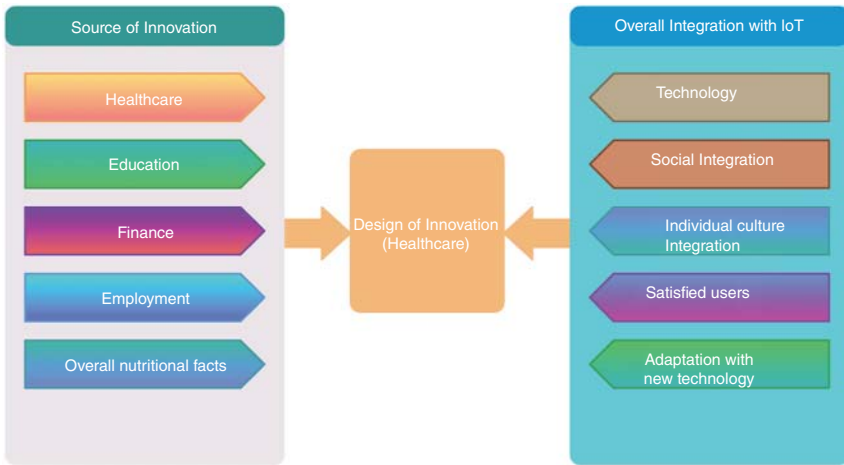 Source of Innovation
Healthcare
Education
Finance
Employment
Overall nutritional facts
Design of Innovation
(Healthcare)
Overall Integration with IoT
Technology
Social Integration
Individual culture
Integration
Satisfied users
Adaptation with
new technology